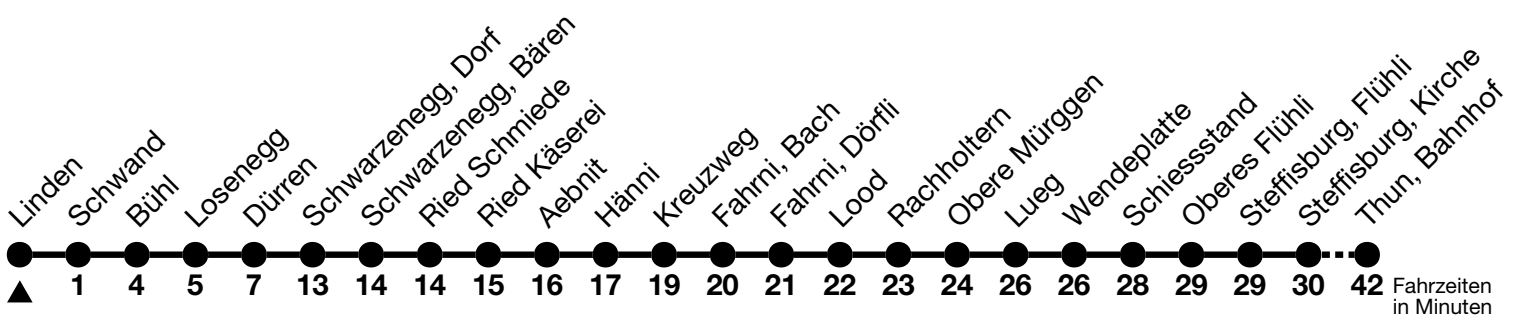 Linden
Schwand
Bühl
Losenegg
Dürren
Schwarzenegg, Dorf
Schwarzenegg, Bären
Ried Schmiede
Ried Käserei
Aebnit
Hänni
Kreuzweg
Fahrni, Bach
Fahrni, Dörfli
Lood
Rachholtern
Obere Mürggen
Lueg
Wendeplatte
Schiessstand
Oberes Flühli
Steffisburg, Flühli
Steffisburg, Kirche
Thun, Bahnhof
1 4 5 7 13 14 14 15 16 17 19 20 21 22 23 24 26 26 28 29 29 30 42 Fahrzeiten
in Minuten